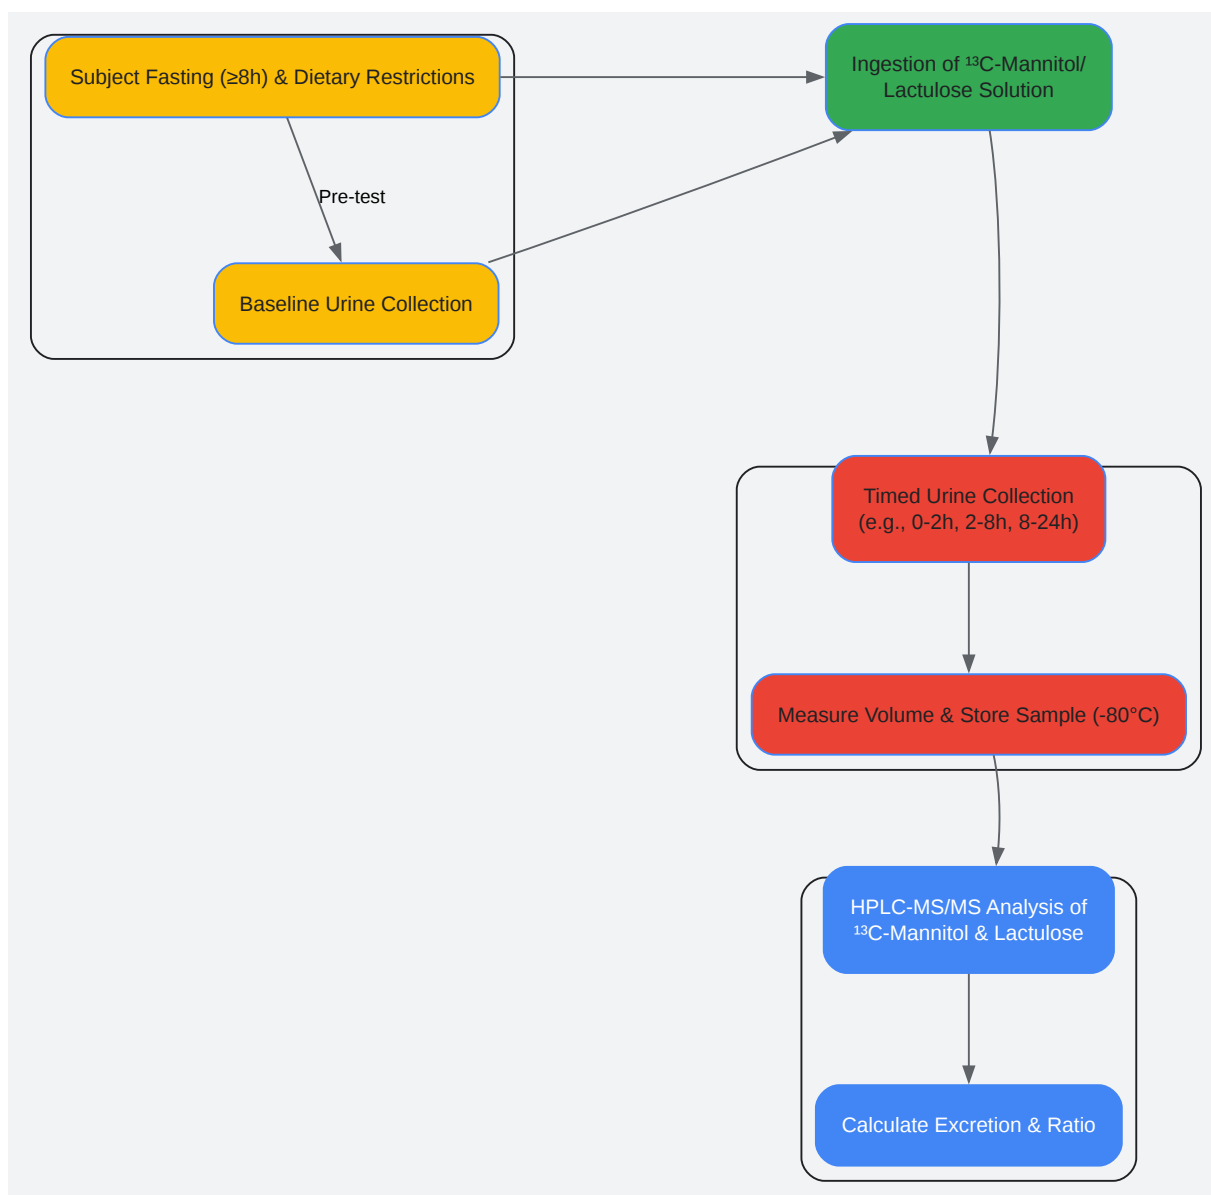 Subject Fasting (≥8h) & Dietary Restrictions
Ingestion of ¹³C-Mannitol/
Lactulose Solution
Pre-test
Baseline Urine Collection
Timed Urine Collection
(e.g., 0-2h, 2-8h, 8-24h)
Measure Volume & Store Sample (-80°C)
HPLC-MS/MS Analysis of
¹³C-Mannitol & Lactulose
Calculate Excretion & Ratio